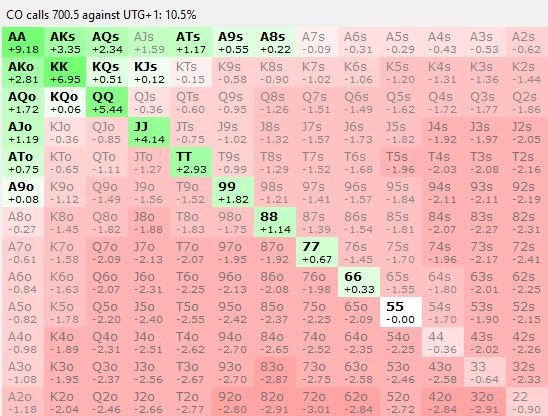 CO calls 700.5 against UTG+1: 10.5%
AA AKs AQs AJs ATs A9s A8s A7s A6s A5s A4s A3s A2s
+9.18 +3.35 +2.34 +1.59 +1.17 +0.55 +0.22 -0.09 -0.31 -0.29 -0.43 -0.53 -0.62
AKo KK KQs KJs KTs K9s K8s K7s K6s K5s K4s K3s K2s
+2.81 +6.95 +0.51 +0.12 -0.15 -0.58 -0.90 -1.02 -1.06 -1.20 -1.31 -1.36 -1.44
AQo KQo QQ QJs QTs Q9s Q8s Q7s Q6s Q5s Q4s Q3s Q2s
+1.72 +0.06 +5.44 -0.36 -0.60 -0.95 -1.26 -1.51 -1.49 -1.62 -1.72 -1.77 -1.86
AJo KJo QJo JJ JTs J9s J8s J7s J6s J5s J4s J3s J2s
+1.19 -0.36 -0.85 +4.14 -0.75 -1.02 -1.32 -1.57 -1.73 -1.82 -1.92 -1.97 -2.05
ATo KTo QTo JTo TT T9s T8s T7s T6s T5s T4s T3s T2s
+0.75 -0.65 -1.11 -1.27 +2.93 -0.99 -1.29 -1.52 -1.68 -1.96 -2.03 -2.08 -2.16
A9o K9o Q9o J9o T9o 99 98s 97s 96s 95s 94s 93s 92s
+0.08 -1.12 -1.49 -1.56 -1.52 +1.82 -1.21 -1.41 -1.57 -1.84 -2.11 -2.11 -2.19
A8o K8o Q8o J8o T8o 98o 88 87s 86s 85s 84s 83s 82s
-0.27 -1.45 -1.82 -1.88 -1.83 -1.75 +1.14 -1.39 -1.54 -1.81 -2.07 -2.27 -2.31
A7o K7o Q7o J7o T7o 97o 87o 77 76s 75s 74s 73s 72s
-0.61 -1.58 -2.09 -2.13 -2.07 -1.95 -1.92 +0.67 -1.45 -1.70 -1.96 -2.17 -2.41
A6o K6o Q6o J6o T6o 96o 86o 76o 66 65s 64s 63s 62s
-0.84 -1.63 -2.07 -2.31 -2.25 -2.13 -2.08 -1.98 +0.33 -1.55 -1.80 -2.01 -2.25
A5o K5o Q5o J5o T5o 95o 85o 75o 65o 55 54s 53s 52s
-0.82 -1.78 -2.20 -2.40 -2.55 -2.42 -2.37 -2.25 -2.09 -0.00 -1.70 -1.90 -2.15
A4o K4o Q4o J4o T4o 94o 84o 74o 64o 54o 44 43s 42s
-0.98 -1.89 -2.31 -2.51 -2.62 -2.70 -2.65 -2.52 -2.35 -2.25 -0.36 -2.02 -2.26
A3o K3o Q3o J3o T3o 93o 83o 73o 63o 53o 43o 33 32s
-1.08 -1.95 -2.37 -2.56 -2.67 -2.70 -2.87 -2.75 -2.58 -2.46 -2.58 -0.64 -2.33
A2o K2o Q2o J2o T2o 92o 82o 72o 62o 52o 42o 32o 22
-1.18 -2.04 -2.46 -2.66 -2.77 -2.80 -2.91 -3.01 -2.84 -2.72 -2.84 -2.91 -0.90